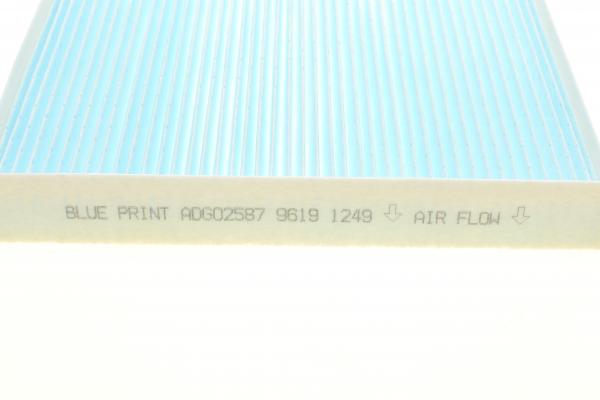 BLUE PRINT ADG02587 9619 1249 ⇩ AIR FLOW ⇩